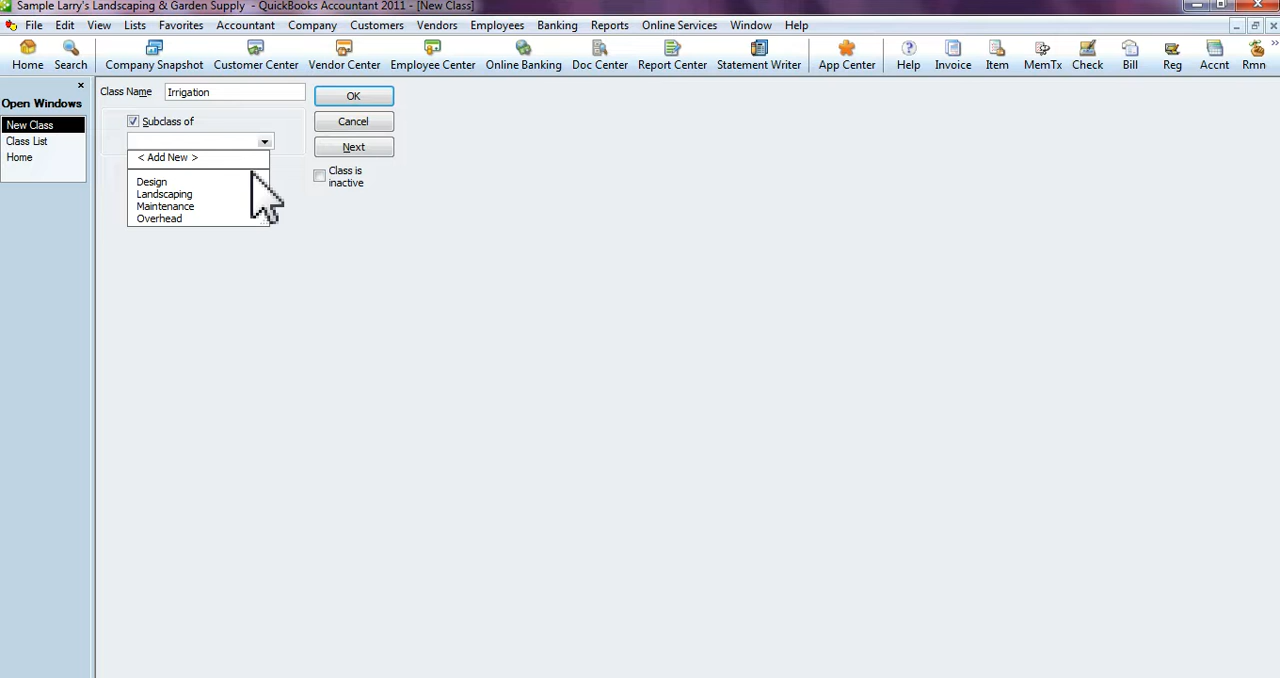 Sample Larry's Landscaping & Garden Supply - QuickBooks Accountant 2011 - [New Class]
File Edit View Lists Favorites Accountant Company Customers Vendors Employees Banking Reports Online Services Window Help
Home Search Company Snapshot Customer Center Vendor Center Employee Center Online Banking Doc Center Report Center Statement Writer App Center Help Invoice Item MemTx Check Bill Reg Accnt Rmn
Open Windows
New Class
Class List
Home
Class Name Irrigation OK
Subclass of Cancel
Next
< Add New >
Class is
inactive
Design
Landscaping
Maintenance
Overhead